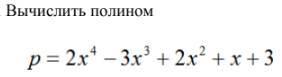 Вычислить полином
p = 2x⁴ − 3x³ + 2x² + x + 3